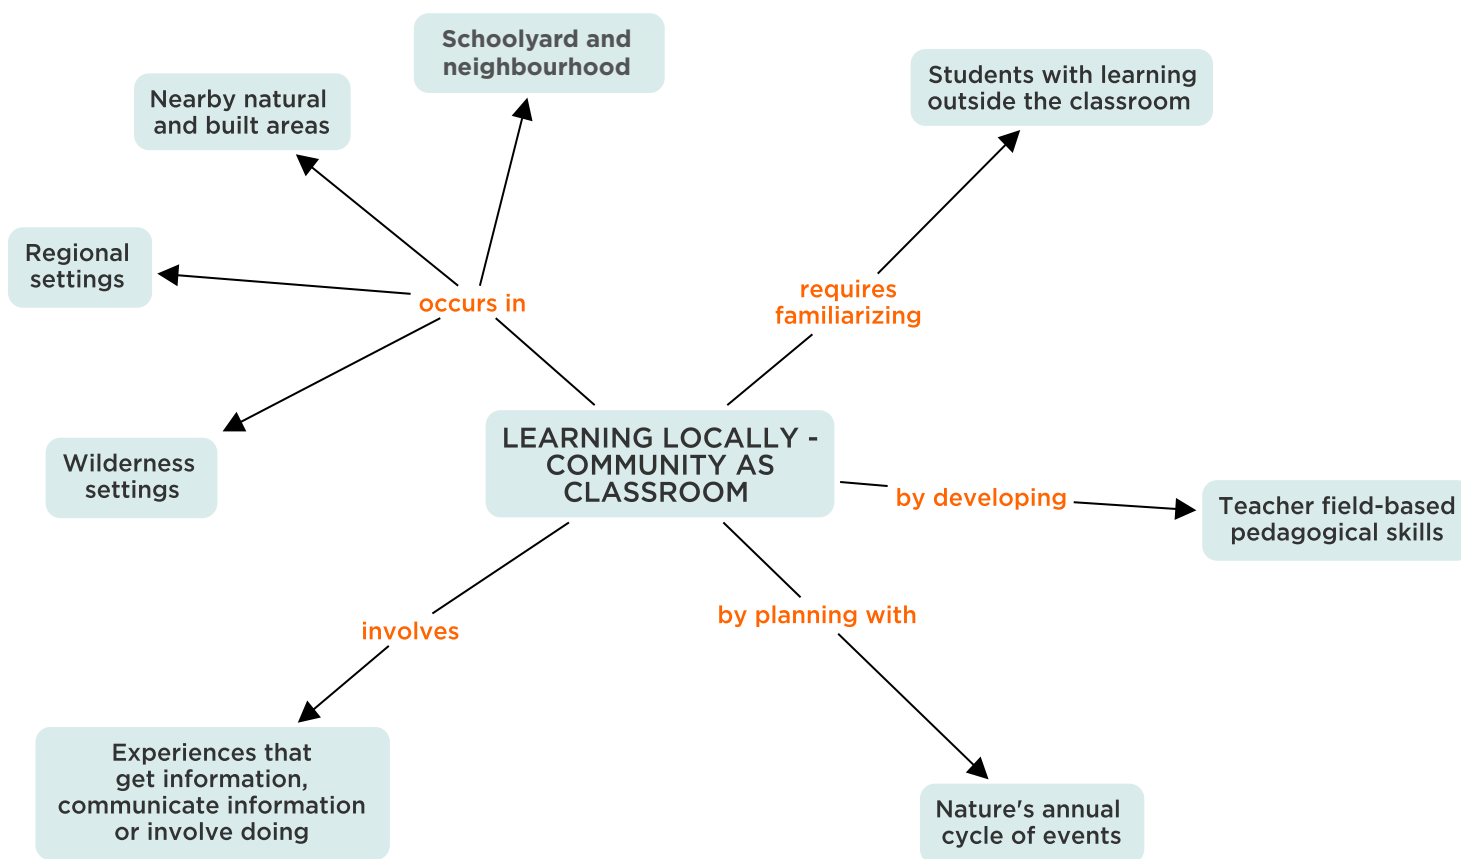 Schoolyard and
neighbourhood
Students with learning
outside the classroom
Nearby natural
and built areas
Regional
settings
occurs in
requires
familiarizing
Wilderness
settings
LEARNING LOCALLY -
COMMUNITY AS
CLASSROOM
by developing
Teacher field-based
pedagogical skills
involves
by planning with
Experiences that
get information,
communicate information
or involve doing
Nature's annual
cycle of events